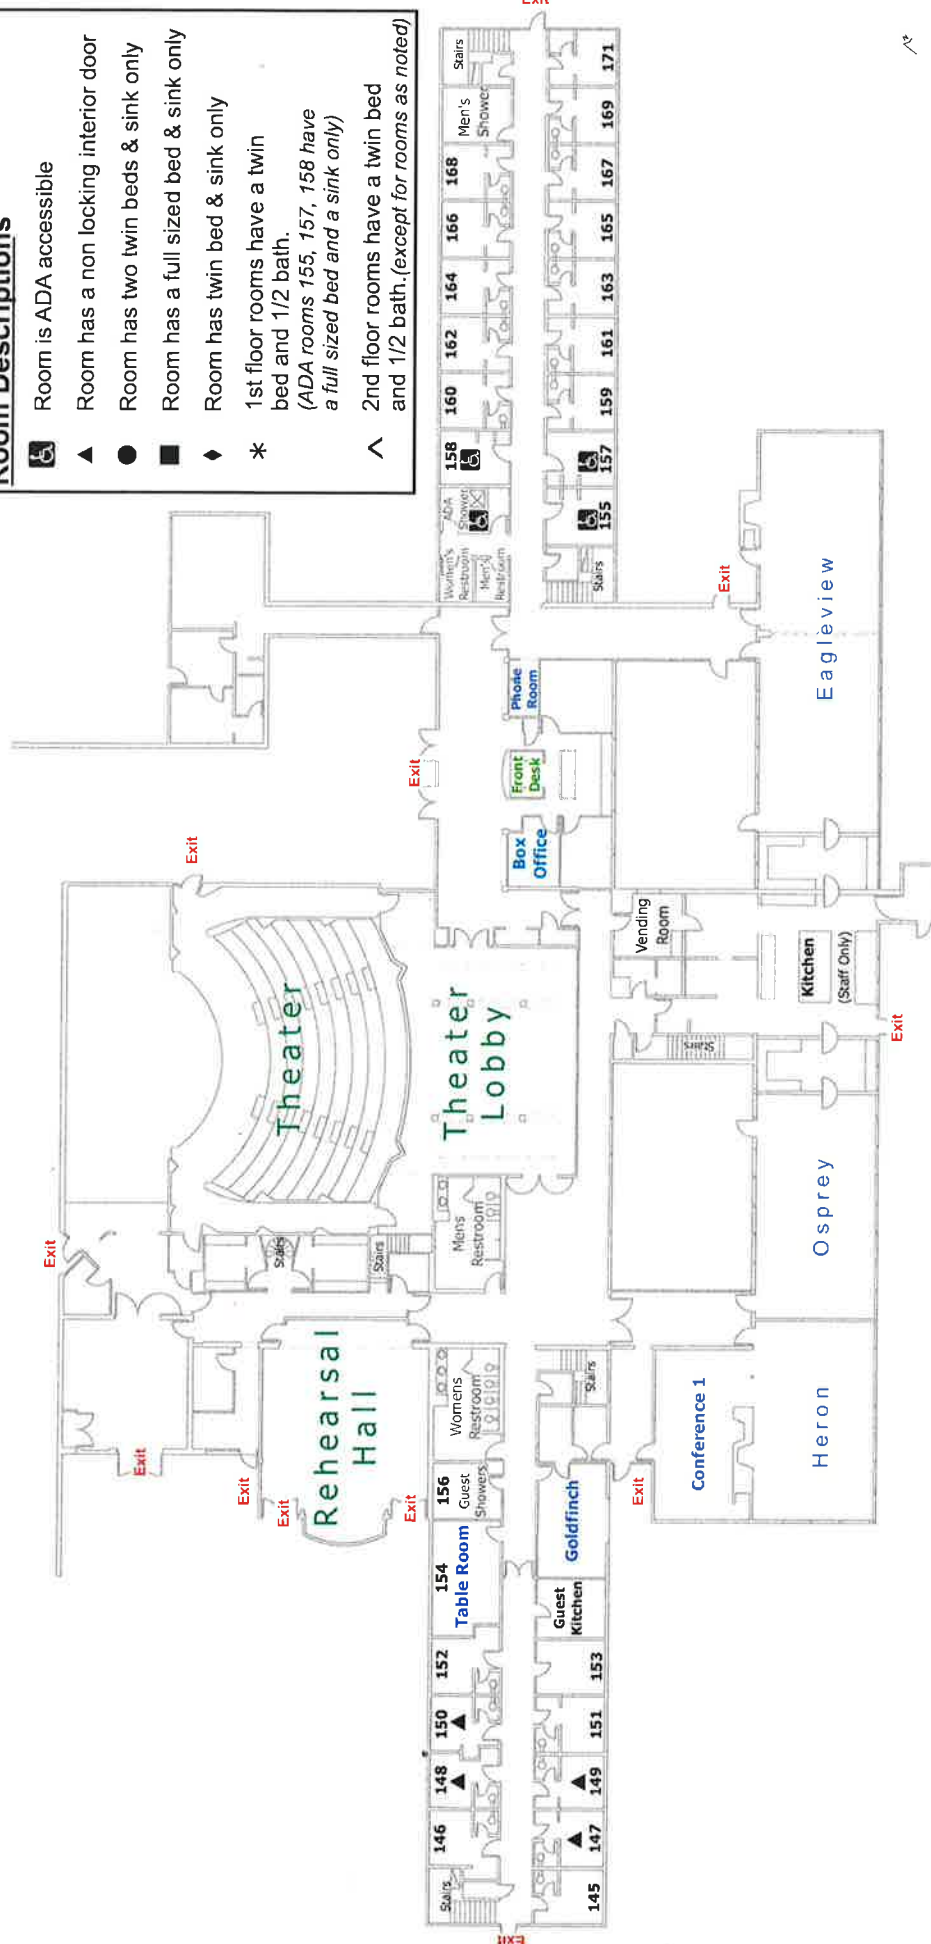 Room Descriptions
Room is ADA accessible
Room has a non locking interior door
Room has two twin beds & sink only
Room has a full sized bed & sink only
Room has twin bed & sink only
* 1st floor rooms have a twin
bed and 1/2 bath.
(ADA rooms 155, 157, 158 have
a full sized bed and a sink only)
^ 2nd floor rooms have a twin bed
and 1/2 bath.(except for rooms as noted)
Exit
Exit
Exit
Exit
Exit
Exit
Exit
Exit
Exit
Exit
Exit
Exit
Theater
Rehearsal
Hall
Stairs
Stairs
Theater
Lobby
Mens
Restroom
Womens
Restroom
156
Guest
Showers
154
Table Room
152
150
148
146
Stairs
145
147
149
151
153
Guest
Kitchen
Goldfinch
Stairs
Conference 1
Heron
Osprey
Stairs
Kitchen
(Staff Only)
Vending
Room
Box
Office
Front
Desk
Phone
Room
Eagleview
Women's
Restroom
Men's
Restroom
ADA
Shower
158
160
162
164
166
168
Men's
Shower
Stairs
Stairs
155
157
159
161
163
165
167
169
171